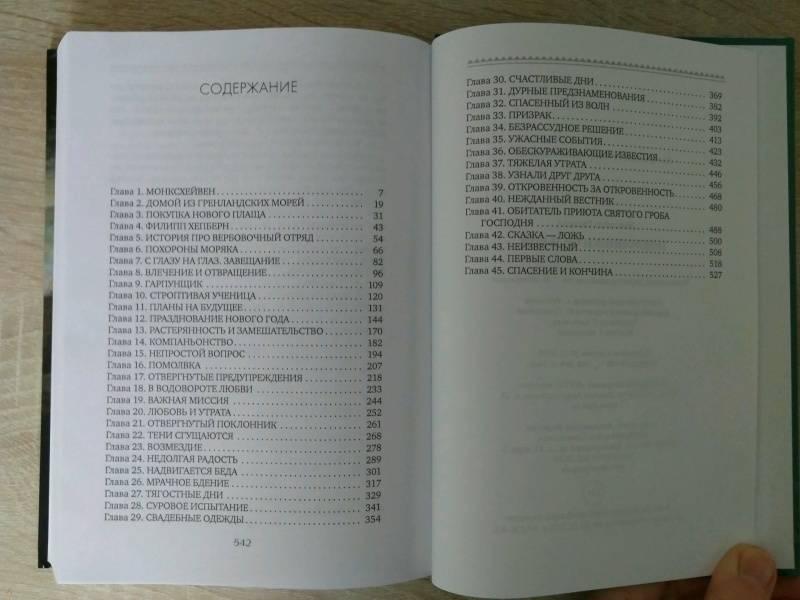 СОДЕРЖАНИЕ
Глава 1. МОНКСХЕЙВЕН 7
Глава 2. ДОМОЙ ИЗ ГРЕНЛАНДСКИХ МОРЕЙ 19
Глава 3. ПОКУПКА НОВОГО ПЛАЩА 31
Глава 4. ФИЛИПП ХЕПБЕРН 43
Глава 5. ИСТОРИЯ ПРО ВЕРБОВОЧНЫЙ ОТРЯД 54
Глава 6. ПОХОРОНЫ МОРЯКА 66
Глава 7. С ГЛАЗУ НА ГЛАЗ. ЗАВЕЩАНИЕ 82
Глава 8. ВЛЕЧЕНИЕ И ОТВРАЩЕНИЕ 96
Глава 9. ГАРПУНЩИК 109
Глава 10. СТРОПТИВАЯ УЧЕНИЦА 120
Глава 11. ПЛАНЫ НА БУДУЩЕЕ 131
Глава 12. ПРАЗДНОВАНИЕ НОВОГО ГОДА 144
Глава 13. РАСТЕРЯННОСТЬ И ЗАМЕШАТЕЛЬСТВО 170
Глава 14. КОМПАНЬОНСТВО 182
Глава 15. НЕПРОСТОЙ ВОПРОС 194
Глава 16. ПОМОЛВКА 207
Глава 17. ОТВЕРГНУТЫЕ ПРЕДУПРЕЖДЕНИЯ 218
Глава 18. В ВОДОВОРОТЕ ЛЮБВИ 233
Глава 19. ВАЖНАЯ МИССИЯ 244
Глава 20. ЛЮБОВЬ И УТРАТА 252
Глава 21. ОТВЕРГНУТЫЙ ПОКЛОННИК 261
Глава 22. ТЕНИ СГУЩАЮТСЯ 268
Глава 23. ВОЗМЕЗДИЕ 278
Глава 24. НЕДОЛГАЯ РАДОСТЬ 289
Глава 25. НАДВИГАЕТСЯ БЕДА 301
Глава 26. МРАЧНОЕ БДЕНИЕ 317
Глава 27. ТЯГОСТНЫЕ ДНИ 329
Глава 28. СУРОВОЕ ИСПЫТАНИЕ 341
Глава 29. СВАДЕБНЫЕ ОДЕЖДЫ 354
542
Глава 30. СЧАСТЛИВЫЕ ДНИ 369
Глава 31. ДУРНЫЕ ПРЕДЗНАМЕНОВАНИЯ 382
Глава 32. СПАСЕННЫЙ ИЗ ВОЛН 392
Глава 33. ПРИЗРАК 403
Глава 34. БЕЗРАССУДНОЕ РЕШЕНИЕ 413
Глава 35. УЖАСНЫЕ СОБЫТИЯ 423
Глава 36. ОБЕСКУРАЖИВАЮЩИЕ ИЗВЕСТИЯ 432
Глава 37. ТЯЖЕЛАЯ УТРАТА 446
Глава 38. УЗНАЛИ ДРУГ ДРУГА 456
Глава 39. ОТКРОВЕННОСТЬ ЗА ОТКРОВЕННОСТЬ 468
Глава 40. НЕЖДАННЫЙ ВЕСТНИК 480
Глава 41. ОБИТАТЕЛЬ ПРИЮТА СВЯТОГО ГРОБА
ГОСПОДНЯ 488
Глава 42. СКАЗКА — ЛОЖЬ 500
Глава 43. НЕИЗВЕСТНЫЙ 508
Глава 44. ПЕРВЫЕ СЛОВА 518
Глава 45. СПАСЕНИЕ И КОНЧИНА 527